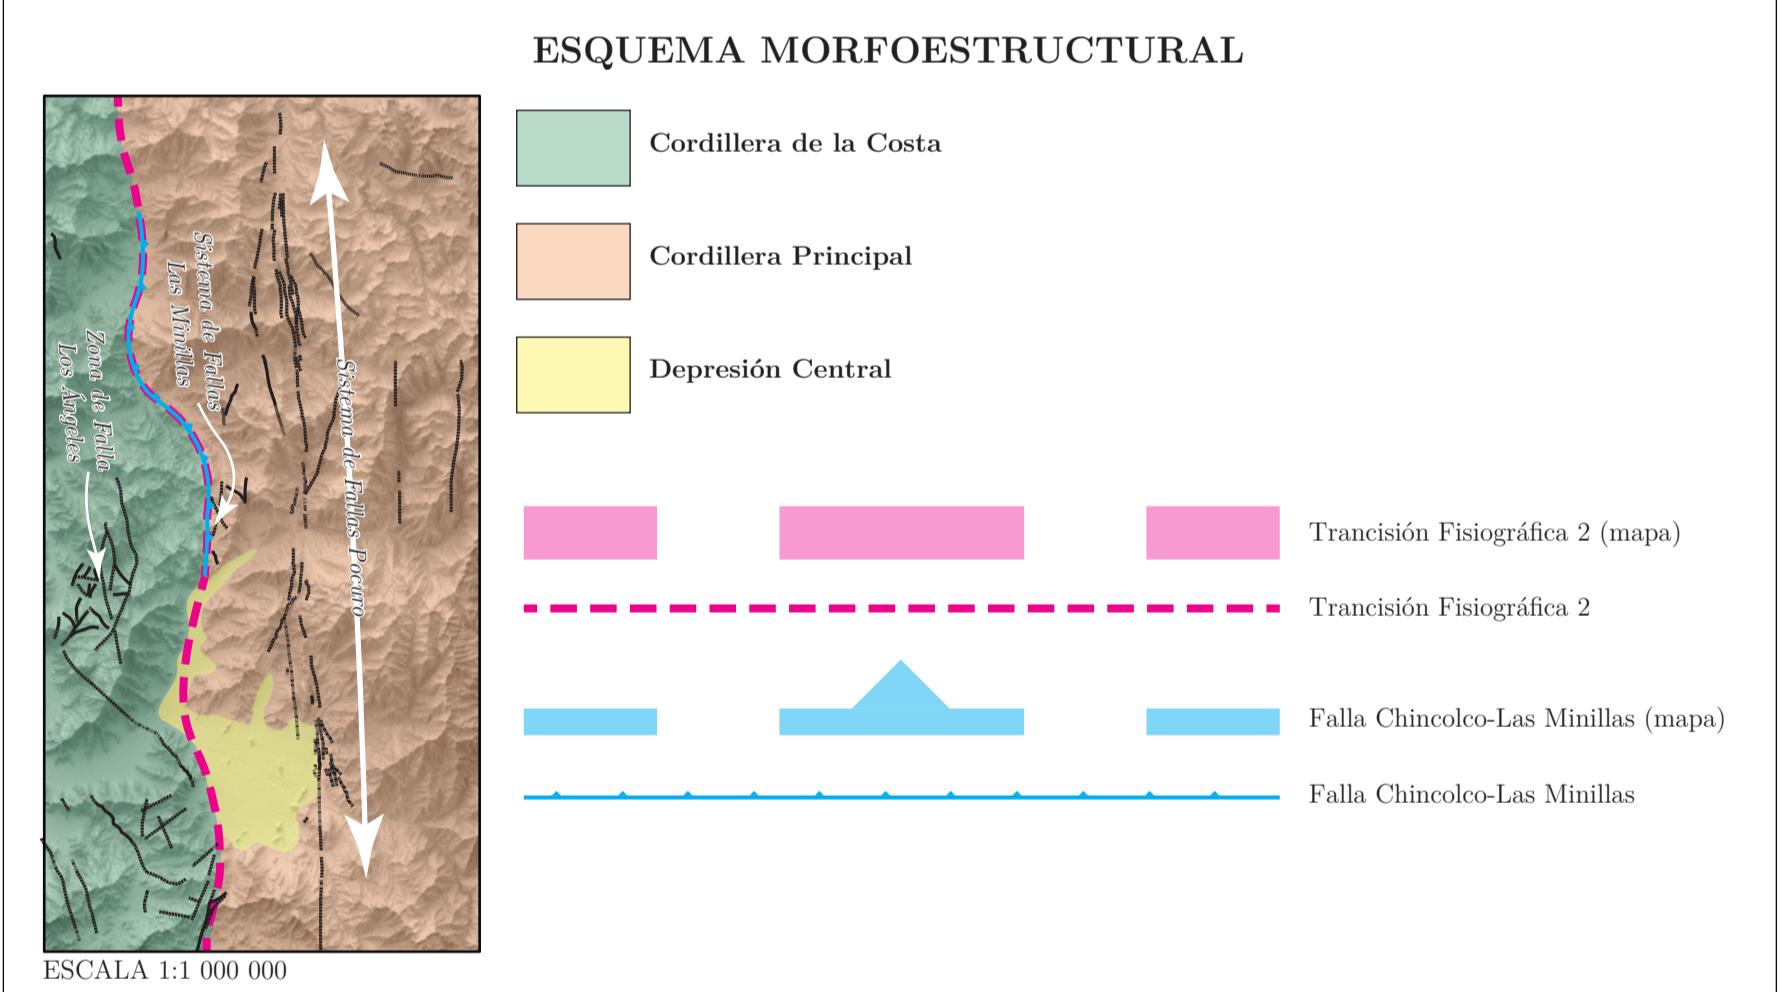 ESQUEMA MORFOESTRUCTURAL
Cordillera de la Costa
Cordillera Principal
Depresión Central
Sistema de Fallas
Las Minillas
Zona de Falla
Los Ángeles
Sistema de Fallas Pocuro
Trancisión Fisiográfica 2 (mapa)
Trancisión Fisiográfica 2
Falla Chincolco-Las Minillas (mapa)
Falla Chincolco-Las Minillas
ESCALA 1:1 000 000